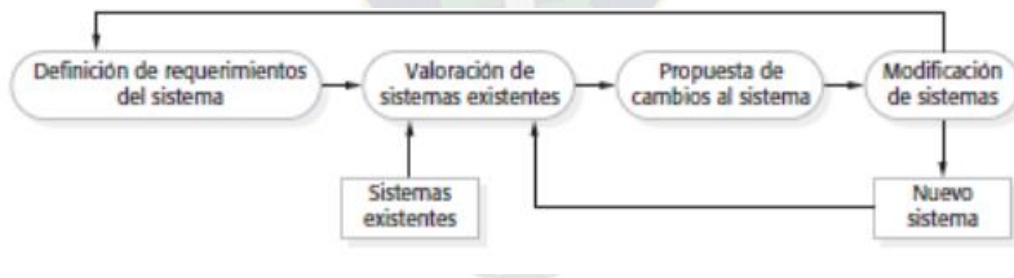 Definición de requerimientos
del sistema
Valoración de
sistemas existentes
Propuesta de
cambios al sistema
Modificación
de sistemas
Sistemas
existentes
Nuevo
sistema